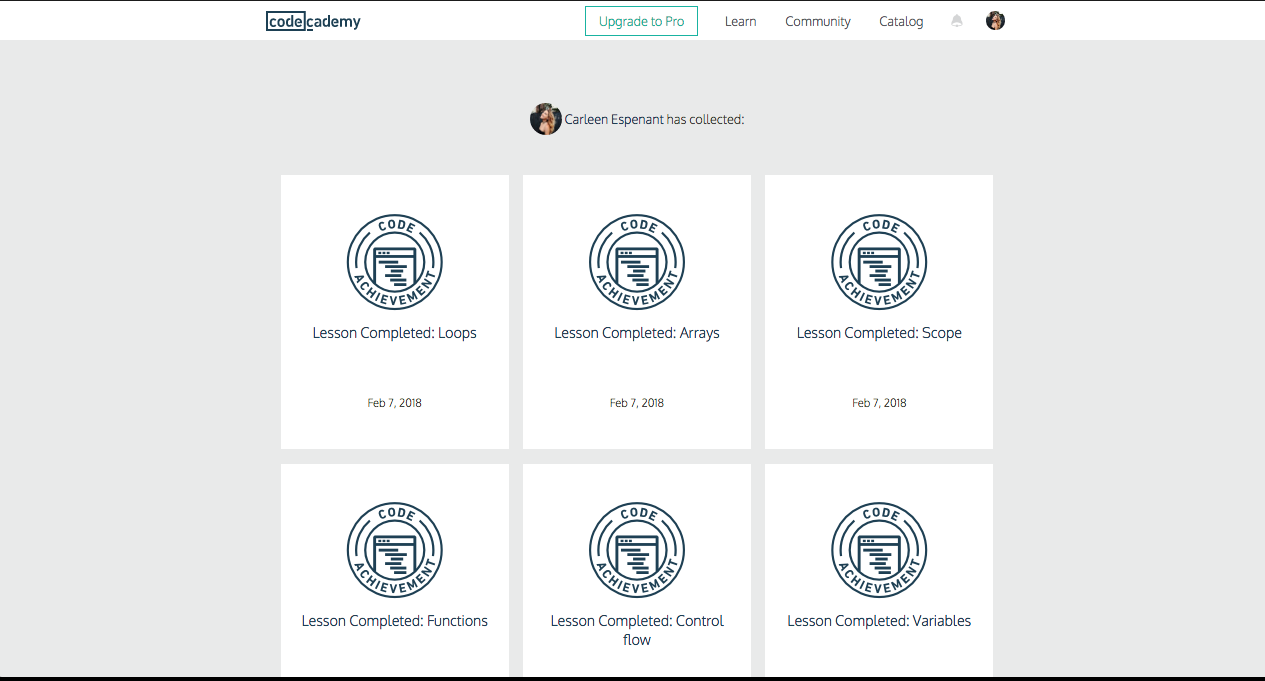 codecademy
Upgrade to Pro
Learn
Community
Catalog
Carleen Espenant has collected:
CODE
ACHIEVEMENT
Lesson Completed: Loops
Feb 7, 2018
CODE
ACHIEVEMENT
Lesson Completed: Arrays
Feb 7, 2018
CODE
ACHIEVEMENT
Lesson Completed: Scope
Feb 7, 2018
CODE
ACHIEVEMENT
Lesson Completed: Functions
CODE
ACHIEVEMENT
Lesson Completed: Control
flow
CODE
ACHIEVEMENT
Lesson Completed: Variables